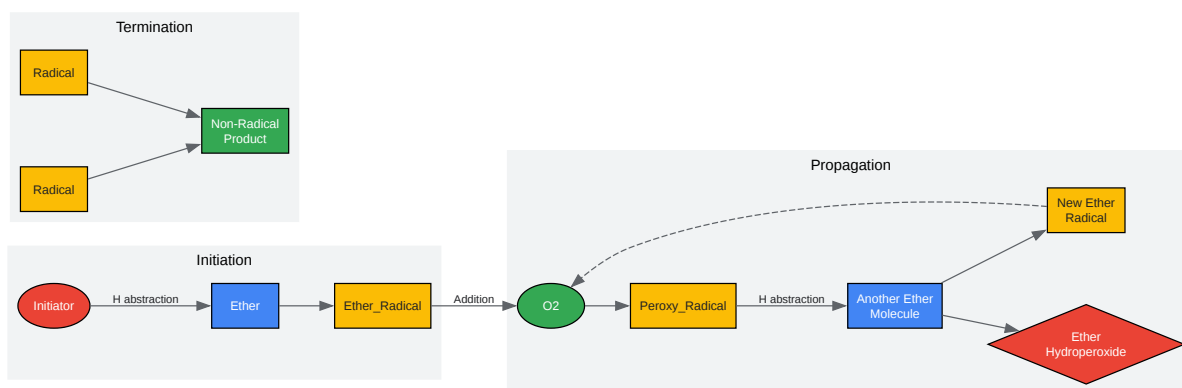 Termination
Radical
Non-Radical
Product
Radical
Initiation
Initiator
H abstraction
Ether
Ether_Radical
Addition
Propagation
O2
Peroxy_Radical
H abstraction
Another Ether
Molecule
New Ether
Radical
Ether
Hydroperoxide